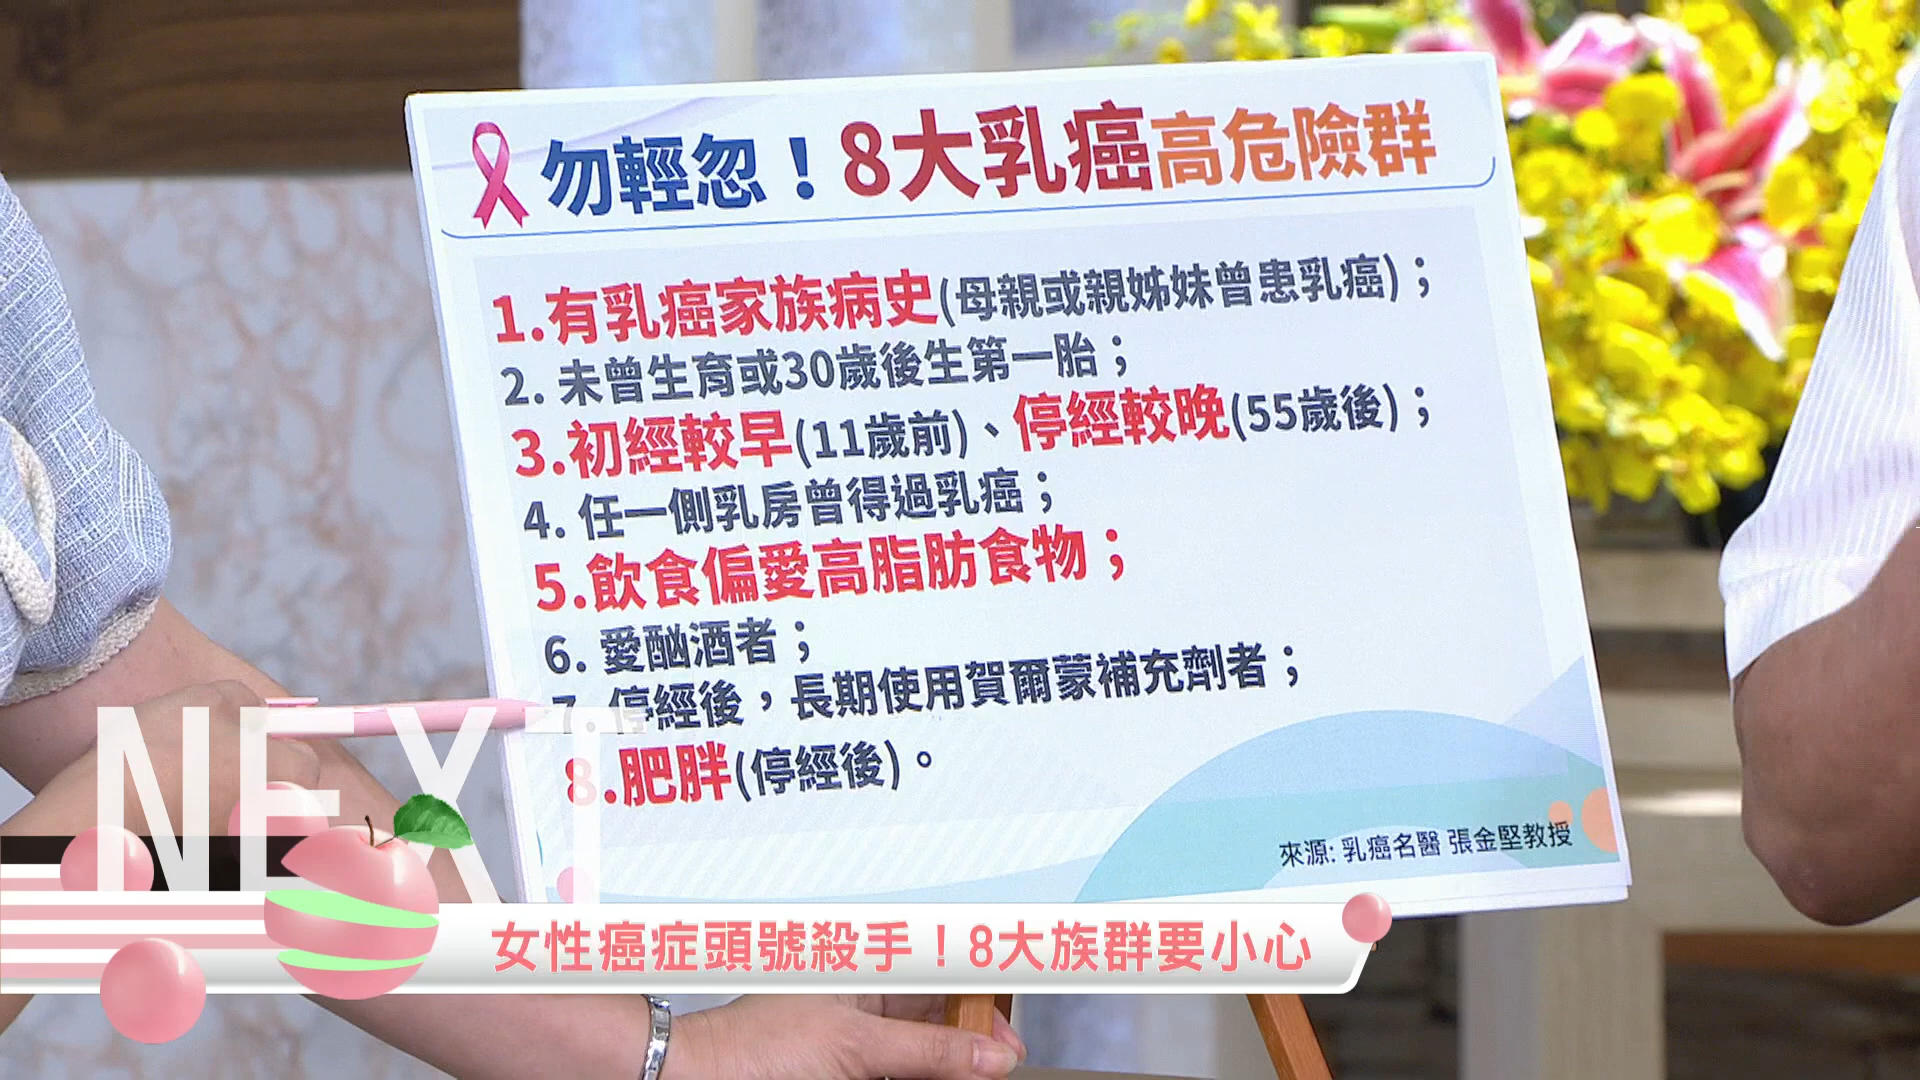 勿輕忽！8大乳癌高危險群
1.有乳癌家族病史(母親或親姊妹曾患乳癌)；
2. 未曾生育或30歲後生第一胎；
3.初經較早(11歲前)、停經較晚(55歲後)；
4. 任一側乳房曾得過乳癌；
5.飲食偏愛高脂肪食物；
6. 愛酗酒者；
7. 停經後，長期使用賀爾蒙補充劑者；
8.肥胖(停經後)。
來源: 乳癌名醫 張金堅教授
NEXT
女性癌症頭號殺手！8大族群要小心